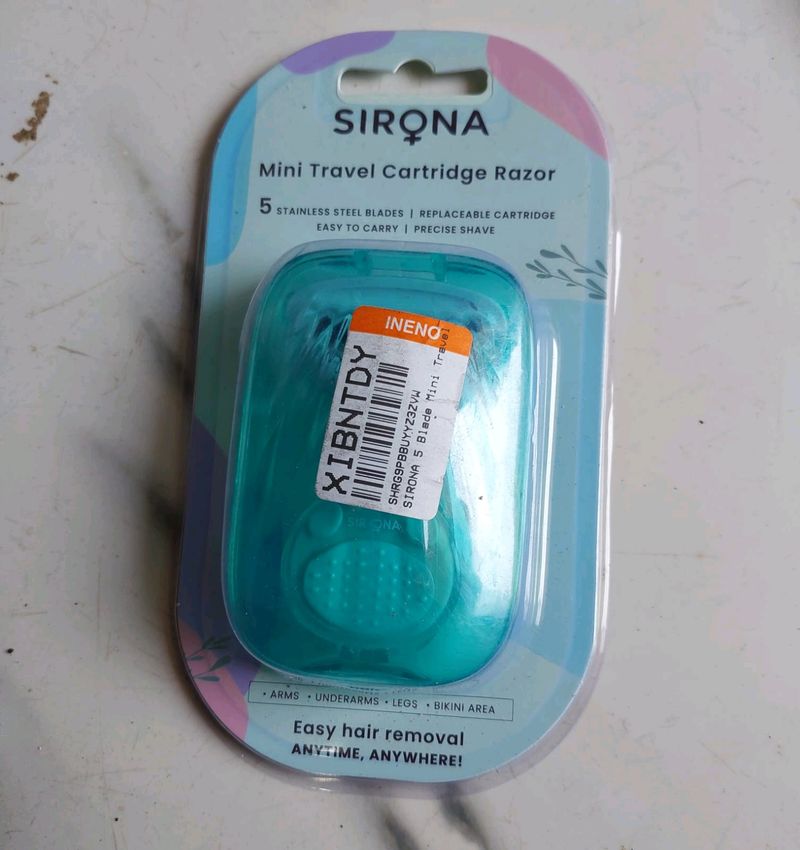 SIRONA
Mini Travel Cartridge Razor
5 STAINLESS STEEL BLADES | REPLACEABLE CARTRIDGE
EASY TO CARRY | PRECISE SHAVE
INENO
XIBNTDY
SHRG9PBBUYYZ3ZVW
SIRONA 5 Blade Mini Travel
SIRONA
• ARMS • UNDERARMS • LEGS • BIKINI AREA
Easy hair removal
ANYTIME, ANYWHERE!